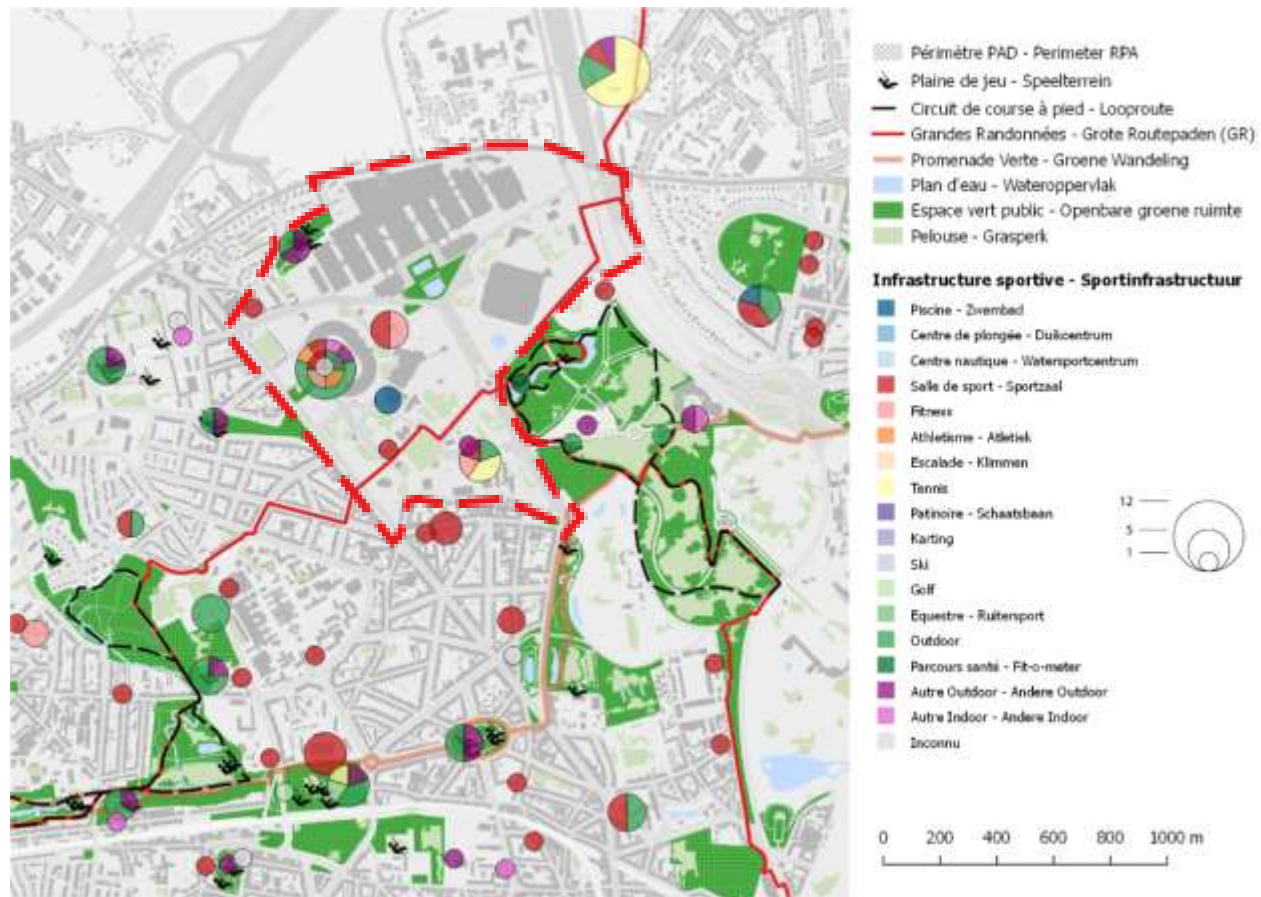 Périmètre PAD - Perimeter RPA
Plaine de jeu - Speelterrein
Circuit de course à pied - Looproute
Grandes Randonnées - Grote Routepaden (GR)
Promenade Verte - Groene Wandeling
Plan d'eau - Wateroppervlak
Espace vert public - Openbare groene ruimte
Pelouse - Grasperk
Infrastructure sportive - Sportinfrastructuur
Piscine - Zwembad
Centre de plongée - Duikcentrum
Centre nautique - Watersportcentrum
Salle de sport - Sportzaal
Fitness
Athletisme - Atletiek
Escalade - Klimmen
Tennis
Patinoire - Schaatsbaan
Karting
Ski
Golf
Equestre - Ruitersport
Outdoor
Parcours santé - Fit-o-meter
Autre Outdoor - Andere Outdoor
Autre Indoor - Andere Indoor
Inconnu
12
5
1
0 200 400 600 800 1000 m